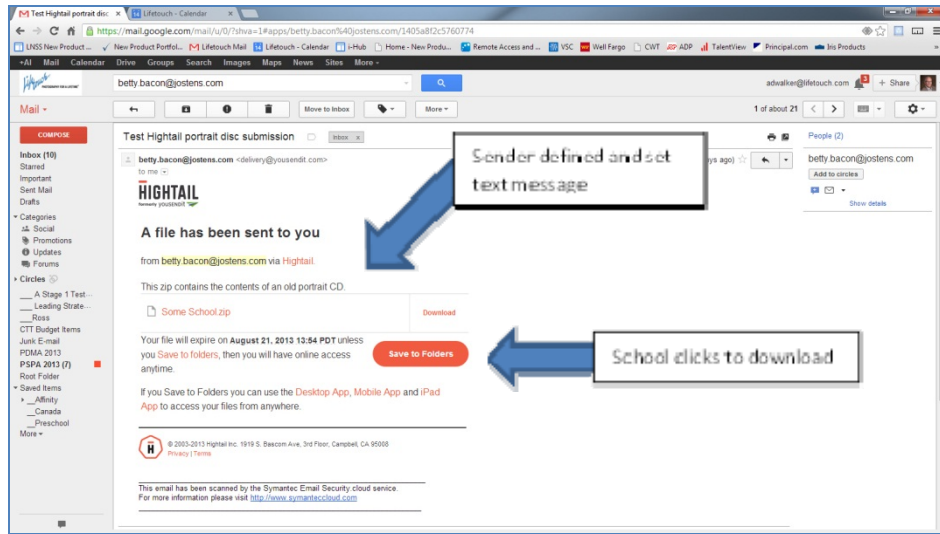 Test Hightail portrait disc
Lifetouch - Calendar
https://mail.google.com/mail/u/0/?shva=1#apps/betty.bacon%40jostens.com/1405a8f2c5760774
LNSS New Product ...
New Product Portfol...
Lifetouch Mail
Lifetouch - Calendar
i-Hub
Home - New Produ...
Remote Access and ...
VSC
Well Fargo
CWT
ADP
TalentView
Principal.com
Iris Products
+Al Mail Calendar Drive Groups Search Images Maps News Sites More
Lifetouch
betty.bacon@jostens.com
adwalker@lifetouch.com
3
+ Share
Mail
Move to Inbox
More
1 of about 21
COMPOSE
Inbox (10)
Starred
Important
Sent Mail
Drafts
Categories
Social
Promotions
Updates
Forums
Circles
___ A Stage 1 Test...
___ Leading Strate...
___Ross
CTT Budget Items
Junk E-mail
PDMA 2013
PSPA 2013 (7)
Root Folder
Saved Items
__Affinity
__Canada
__Preschool
More
Test Hightail portrait disc submission
Inbox x
betty.bacon@jostens.com <delivery@yousendit.com>
to me
ys ago)
HIGHTAIL
formerly YOUSENDIT
A file has been sent to you
from betty.bacon@jostens.com via Hightail.
This zip contains the contents of an old portrait CD.
Some School.zip
Download
Your file will expire on August 21, 2013 13:54 PDT unless
you Save to folders, then you will have online access
anytime.
Save to Folders
If you Save to Folders you can use the Desktop App, Mobile App and iPad
App to access your files from anywhere.
© 2003-2013 Hightail Inc. 1919 S. Bascom Ave, 3rd Floor, Campbell, CA 95008
Privacy | Terms
This email has been scanned by the Symantec Email Security.cloud service.
For more information please visit http://www.symanteccloud.com
Sender defined and set
text message
School clicks to download
People (2)
betty.bacon@jostens.com
Add to circles
Show details